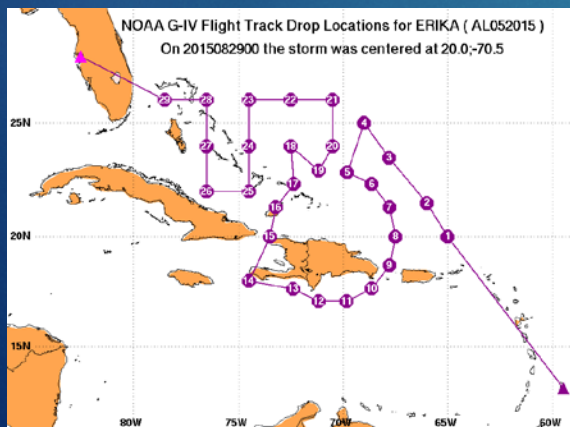 NOAA G-IV Flight Track Drop Locations for ERIKA ( AL052015 )
On 2015082900 the storm was centered at 20.0;-70.5
29 28 23 22 21
25N
4
27 24 18 20
3
19
5
17
6
26 25
2
16
7
20N
15
8
1
9
14
13
10
12 11
15N
80W 75W 70W 65W 60W